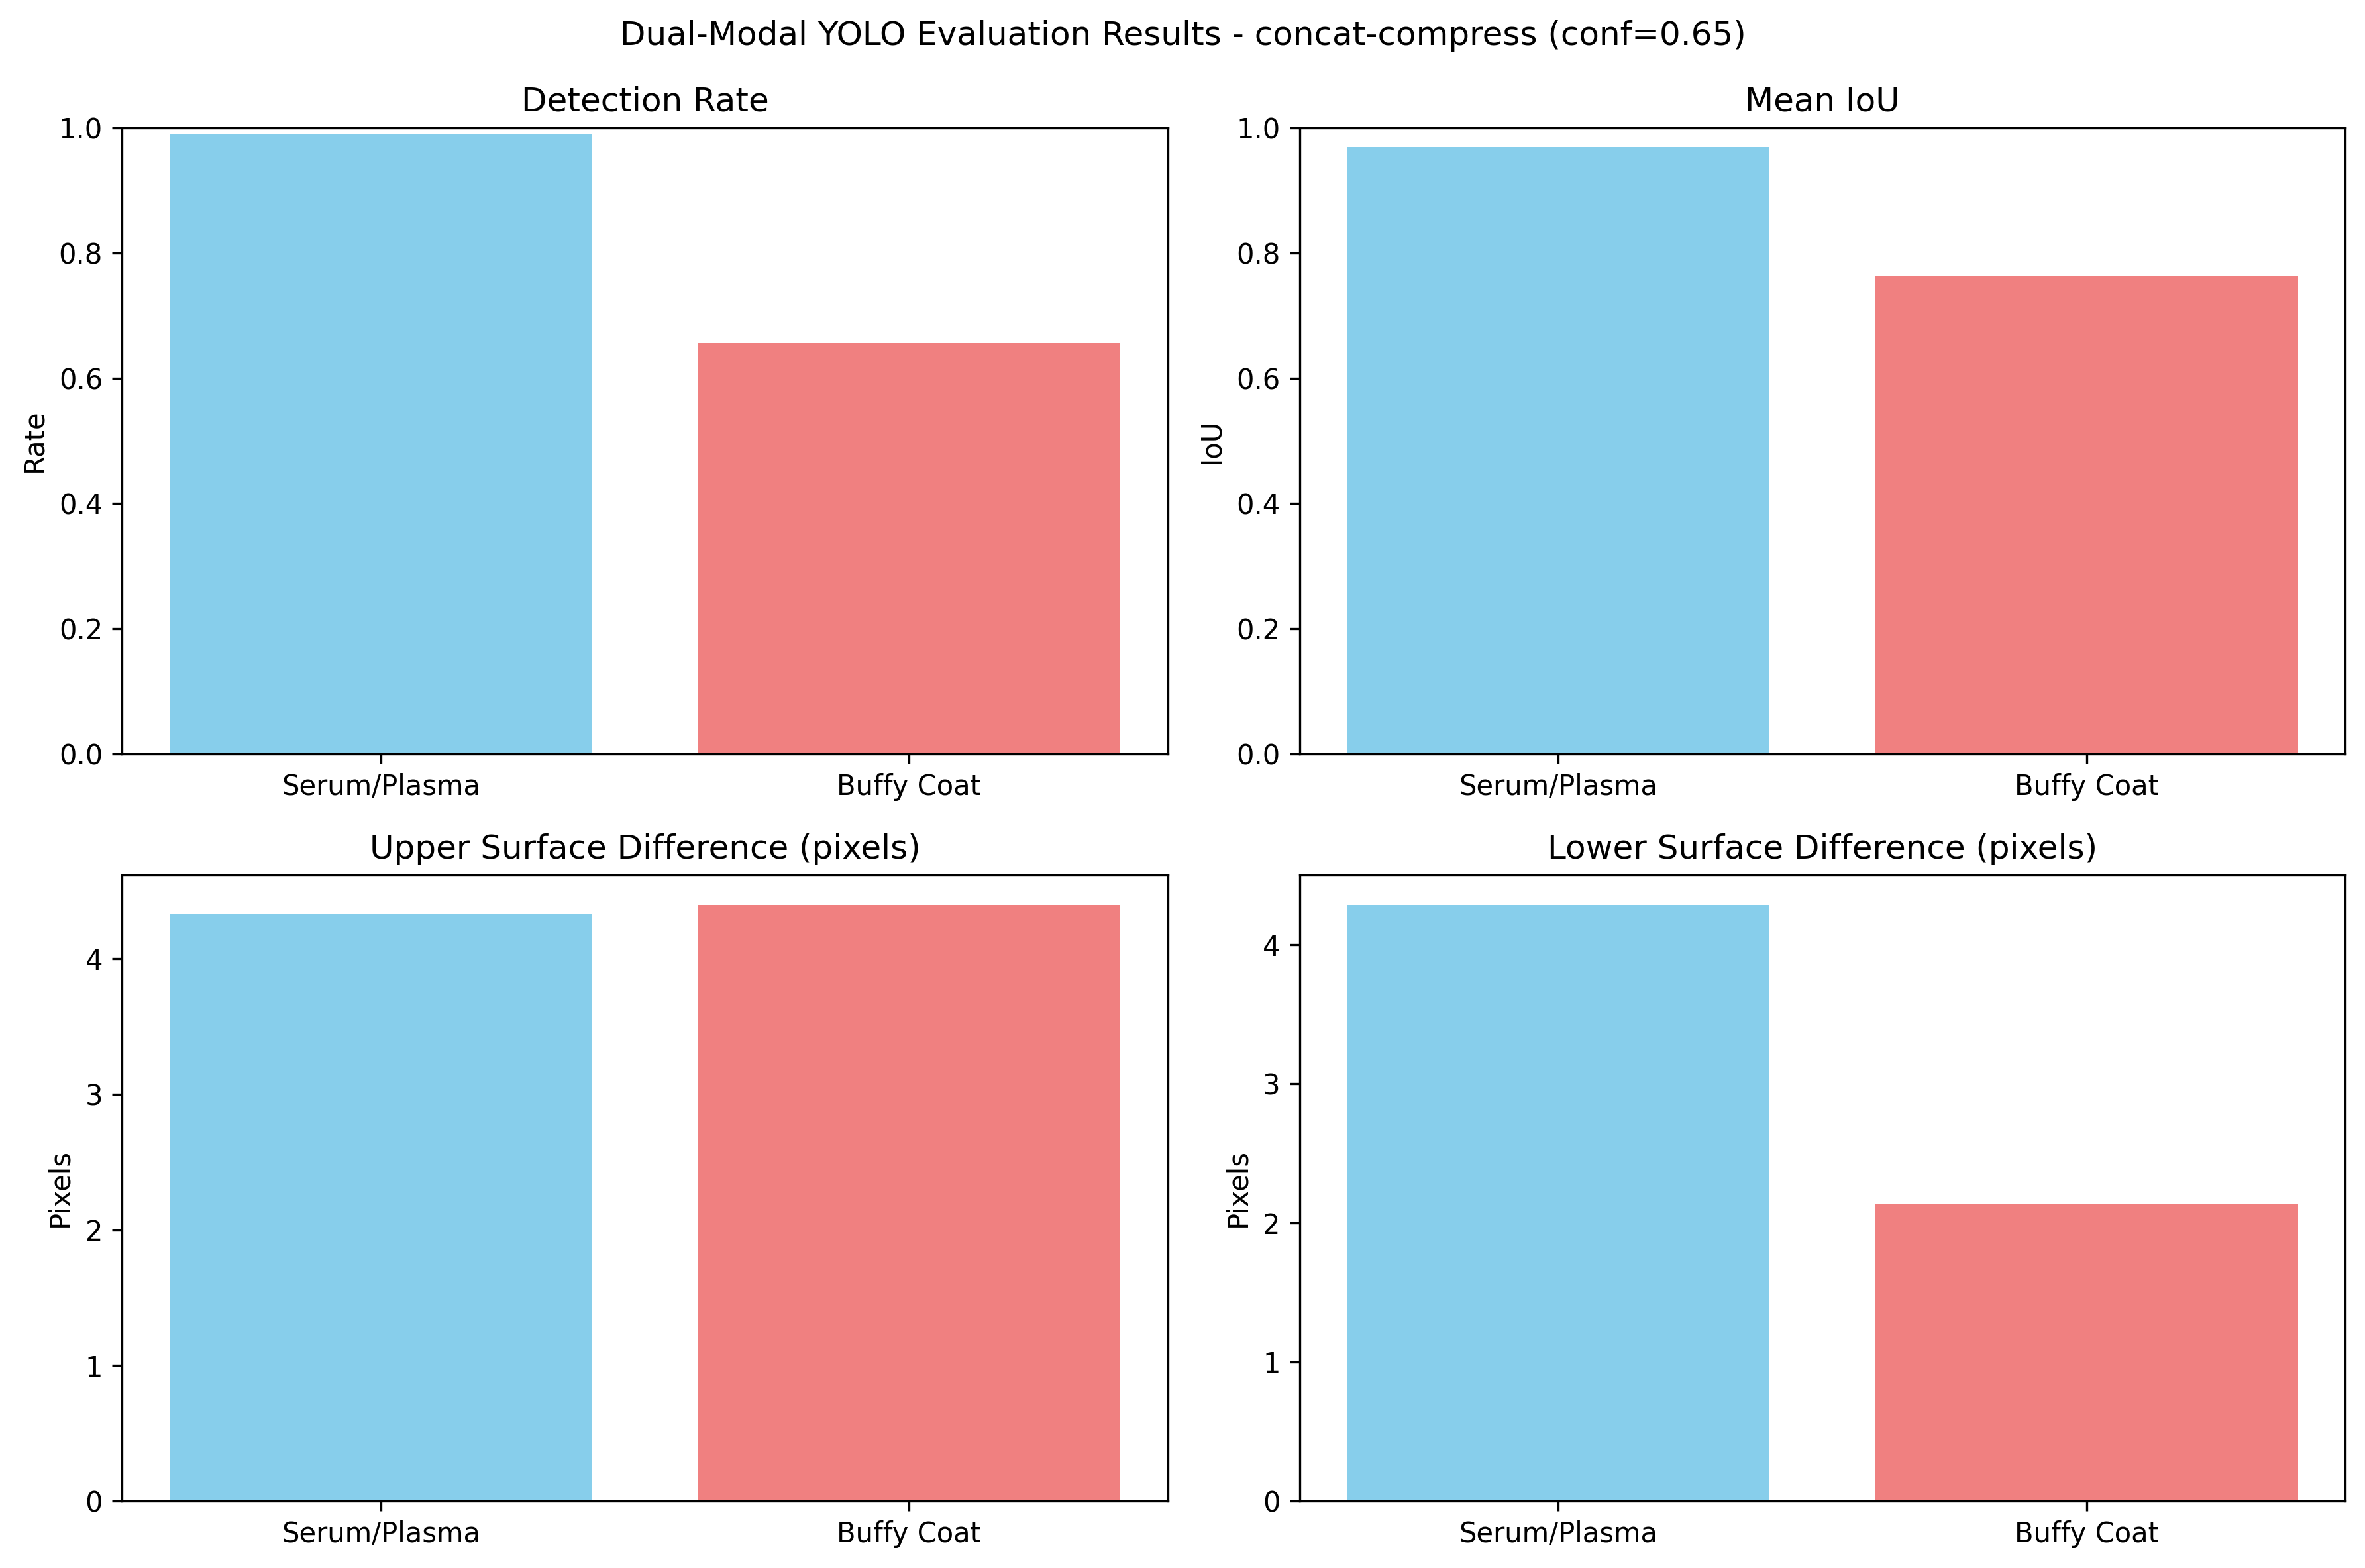 Dual-Modal YOLO Evaluation Results - concat-compress (conf=0.65)
Detection Rate
1.0
0.8
0.6
0.4
0.2
0.0
Rate
Serum/Plasma Buffy Coat
Mean IoU
1.0
0.8
0.6
0.4
0.2
0.0
IoU
Serum/Plasma Buffy Coat
Upper Surface Difference (pixels)
4
3
2
1
0
Pixels
Serum/Plasma Buffy Coat
Lower Surface Difference (pixels)
4
3
2
1
0
Pixels
Serum/Plasma Buffy Coat